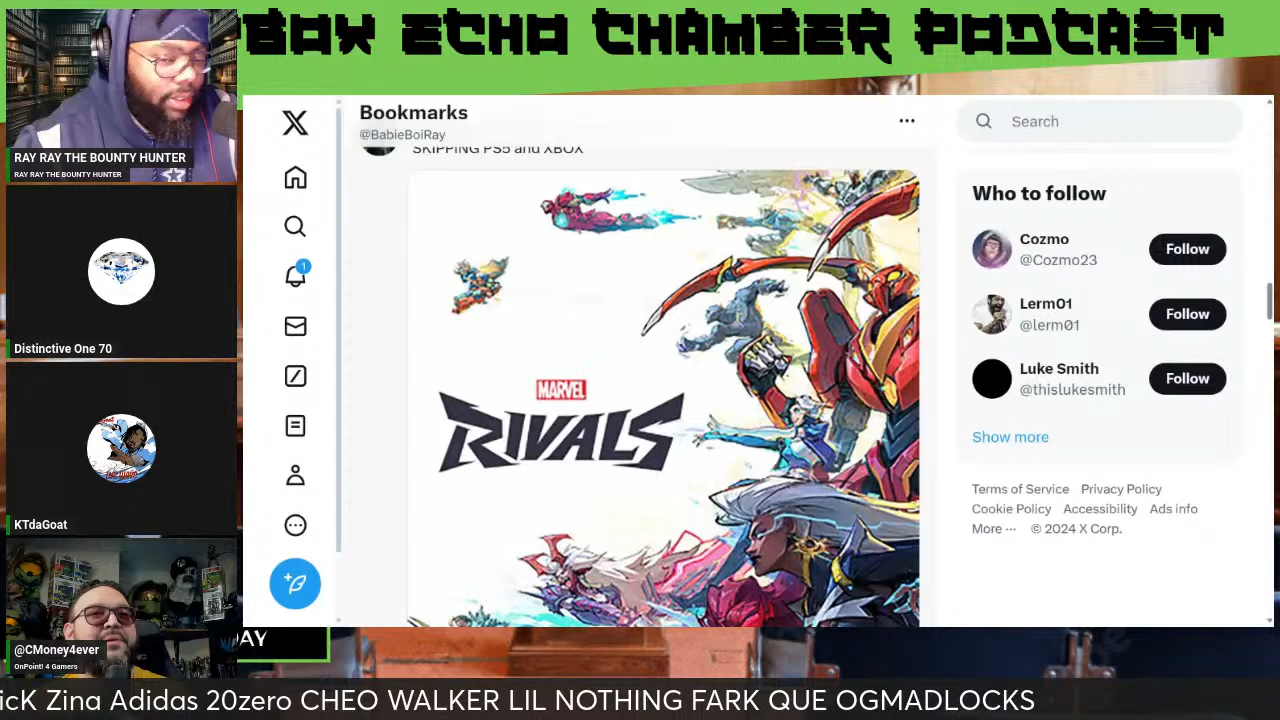 BOX ECHO CHAMBER PODCAST
RAY RAY THE BOUNTY HUNTER
RAY RAY THE BOUNTY HUNTER
Distinctive One 70
KTdaGoat
@CMoney4ever
OnPoint! 4 Gamers
Bookmarks
@BabieBoiRay
SKIPPING PS5 and XBOX
MARVEL
RIVALS
1
Search
Who to follow
Cozmo
@Cozmo23
Follow
Lerm01
@lerm01
Follow
Luke Smith
@thislukesmith
Follow
Show more
Terms of Service Privacy Policy
Cookie Policy Accessibility Ads info
More ··· © 2024 X Corp.
icK Zina Adidas 20zero CHEO WALKER LIL NOTHING FARK QUE OGMADLOCKS